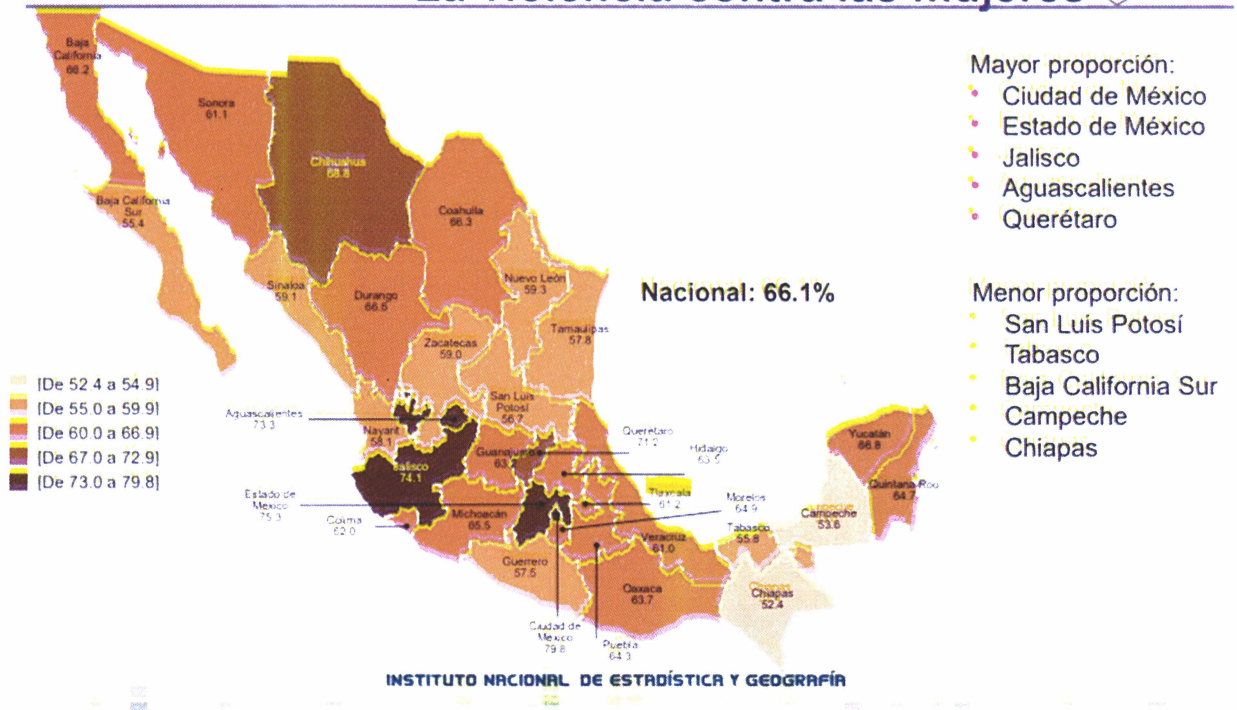 La violencia contra las mujeres
Baja
California
66.2
Sonora
61.1
Chihuahua
68.8
Baja California
Sur
55.4
Coahuila
66.3
Sinaloa
59.1
Durango
66.5
Nuevo León
59.3
Tamaulipas
57.8
Zacatecas
59.0
San Luis
Potosí
56.7
Nacional: 66.1%
Mayor proporción:
Ciudad de México
Estado de México
Jalisco
Aguascalientes
Querétaro
Menor proporción:
San Luis Potosí
Tabasco
Baja California Sur
Campeche
Chiapas
[De 52.4 a 54.9]
[De 55.0 a 59.9]
[De 60.0 a 66.9]
[De 67.0 a 72.9]
[De 73.0 a 79.8]
Aguascalientes
73.3
Nayarit
58.1
Jalisco
74.1
Guanajuato
63.2
Querétaro
71.2
Hidalgo
63.5
Estado de
México
75.3
Colima
62.0
Michoacán
65.5
Tlaxcala
61.2
Morelos
64.9
Guerrero
57.5
Veracruz
61.0
Tabasco
55.8
Yucatán
66.8
Quintana Roo
64.7
Campeche
53.6
Oaxaca
63.7
Chiapas
52.4
Ciudad de
México
79.8
Puebla
64.3
INSTITUTO NACIONAL DE ESTADÍSTICA Y GEOGRAFÍA